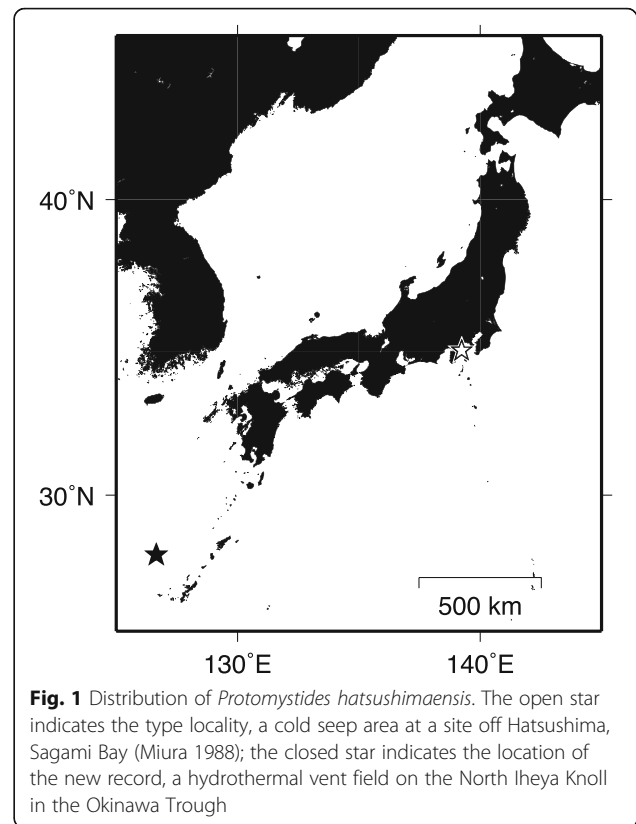 40˚N
30˚N
500 km
130˚E 140˚E
Fig. 1 Distribution of Protomystides hatsushimaensis. The open star
indicates the type locality, a cold seep area at a site off Hatsushima,
Sagami Bay (Miura 1988); the closed star indicates the location of
the new record, a hydrothermal vent field on the North Iheya Knoll
in the Okinawa Trough